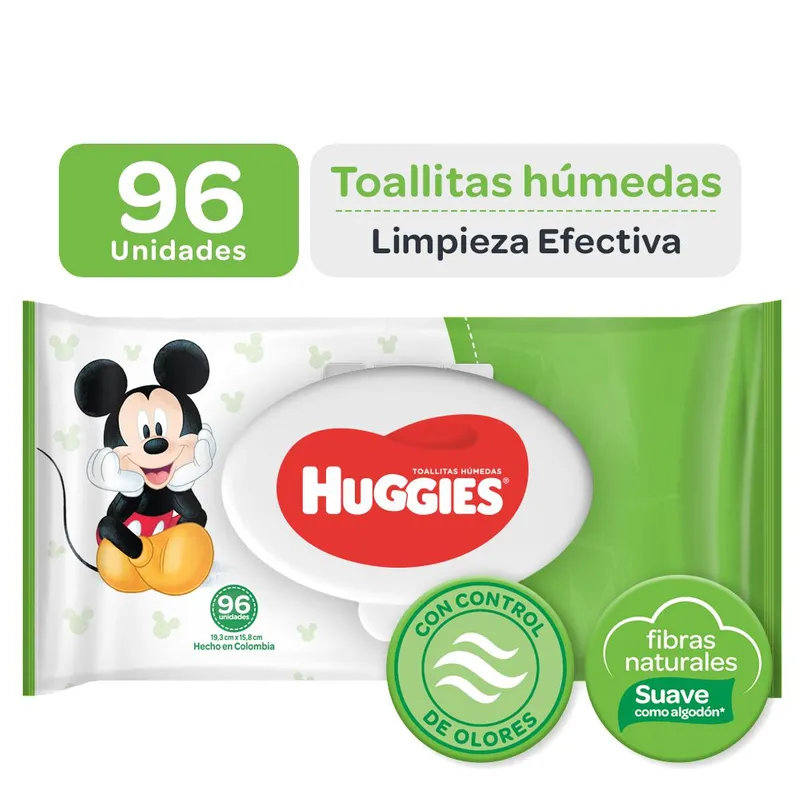 96
Unidades
Toallitas húmedas
Limpieza Efectiva
TOALLITAS HÚMEDAS
HUGGIES®
96
unidades
19,3 cm x 15,8 cm
Hecho en Colombia
CON CONTROL
DE OLORES
fibras
naturales
Suave
como algodón*